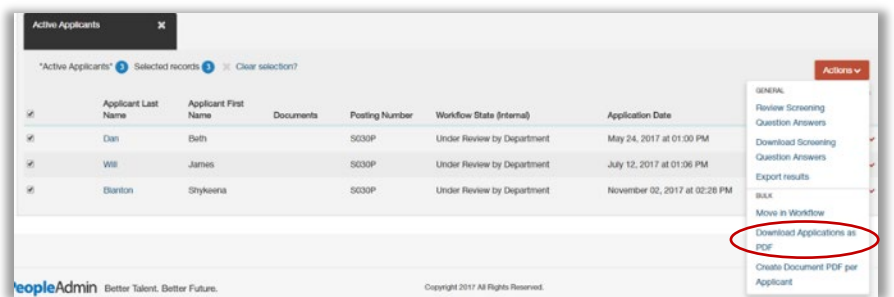 Active Applicants ×
"Active Applicants" 3 Selected records 3 × Clear selection?
Actions
GENERAL
Review Screening
Question Answers
Download Screening
Question Answers
Export results
BULK
Move in Workflow
Download Applications as
PDF
Create Document PDF per
Applicant
Applicant Last Name Applicant First Name Documents Posting Number Workflow State (Internal) Application Date
Dan Beth S030P Under Review by Department May 24, 2017 at 01:00 PM
Will James S030P Under Review by Department July 12, 2017 at 01:06 PM
Blanton Shykeena S030P Under Review by Department November 02, 2017 at 02:28 PM
PeopleAdmin Better Talent. Better Future. Copyright 2017 All Rights Reserved.